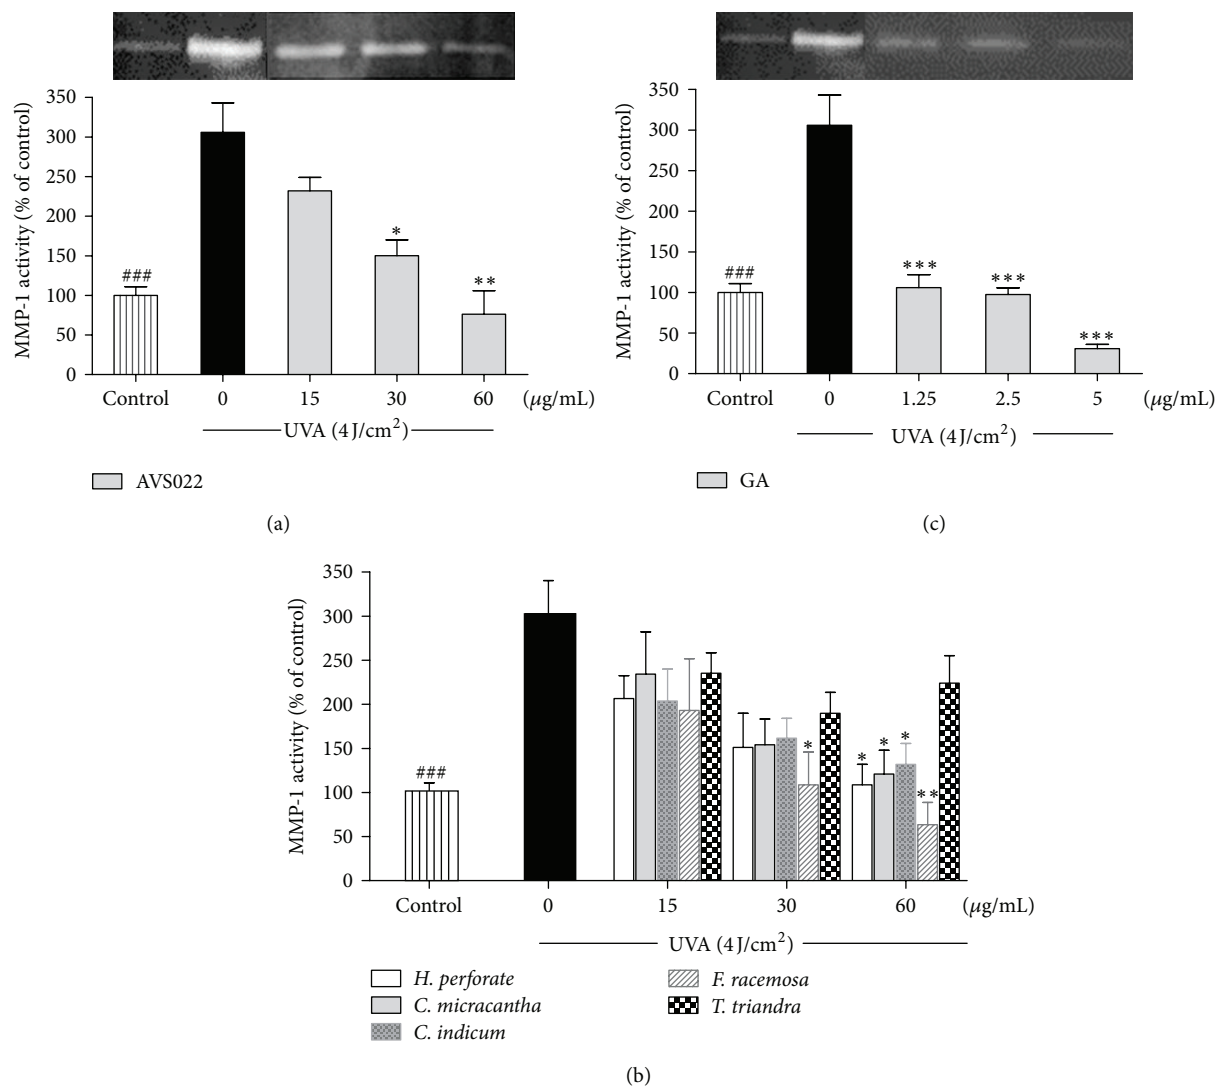 350
300
250
200
150
100
50
0
MMP-1 activity (% of control)
###
*
**
Control 0 15 30 60 (μg/mL)
UVA (4 J/cm²)
AVS022
(a)
350
300
250
200
150
100
50
0
MMP-1 activity (% of control)
###
***
***
***
Control 0 1.25 2.5 5 (μg/mL)
UVA (4 J/cm²)
GA
(c)
350
300
250
200
150
100
50
0
MMP-1 activity (% of control)
###
*
*
*
*
**
Control 0 15 30 60 (μg/mL)
UVA (4 J/cm²)
H. perforate
C. micracantha
C. indicum
F. racemosa
T. triandra
(b)